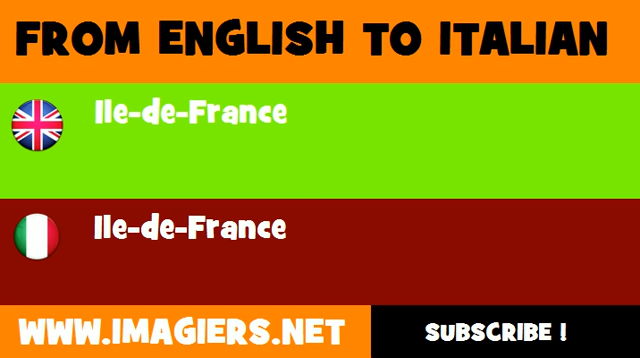 FROM ENGLISH TO ITALIAN
Ile-de-France
Ile-de-France
WWW.IMAGIERS.NET
SUBSCRIBE !